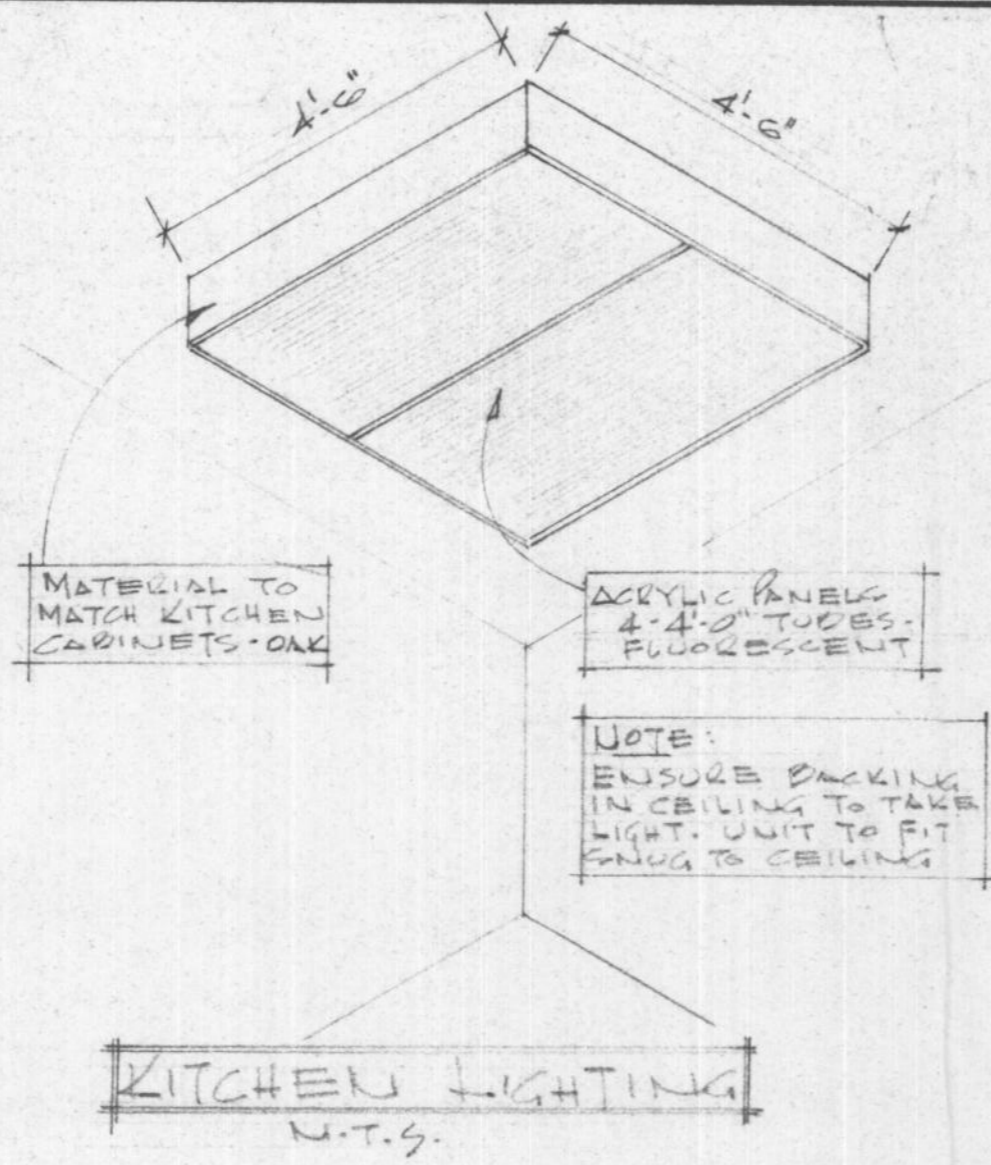 4'-6"
4'-6"
MATERIAL TO
MATCH KITCHEN
CABINETS - OAK
ACRYLIC PANELS
4-4'-0" TUBES -
FLUORESCENT
NOTE:
ENSURE BACKING
IN CEILING TO TAKE
LIGHT. UNIT TO FIT
SNUG TO CEILING
KITCHEN LIGHTING
N.T.S.